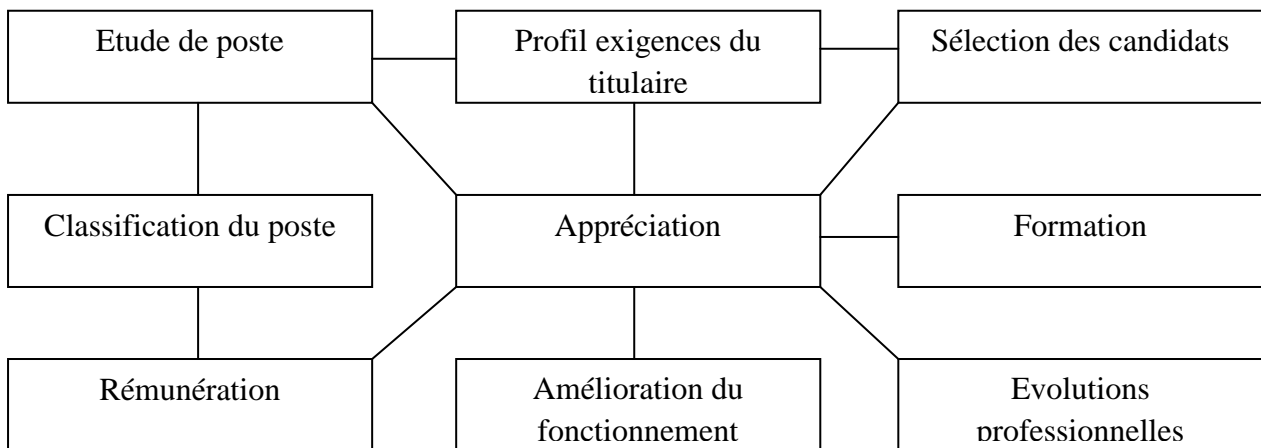 Etude de poste
Profil exigences du
titulaire
Sélection des candidats
Classification du poste
Appréciation
Formation
Rémunération
Amélioration du
fonctionnement
Evolutions
professionnelles